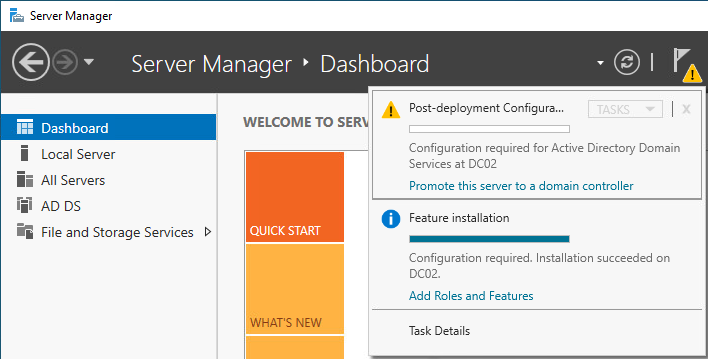 Server Manager
Server Manager ‣ Dashboard
Dashboard
Local Server
All Servers
AD DS
File and Storage Services
WELCOME TO SERV
QUICK START
WHAT'S NEW
Post-deployment Configura...
TASKS
X
Configuration required for Active Directory Domain
Services at DC02
Promote this server to a domain controller
Feature installation
Configuration required. Installation succeeded on
DC02.
Add Roles and Features
Task Details